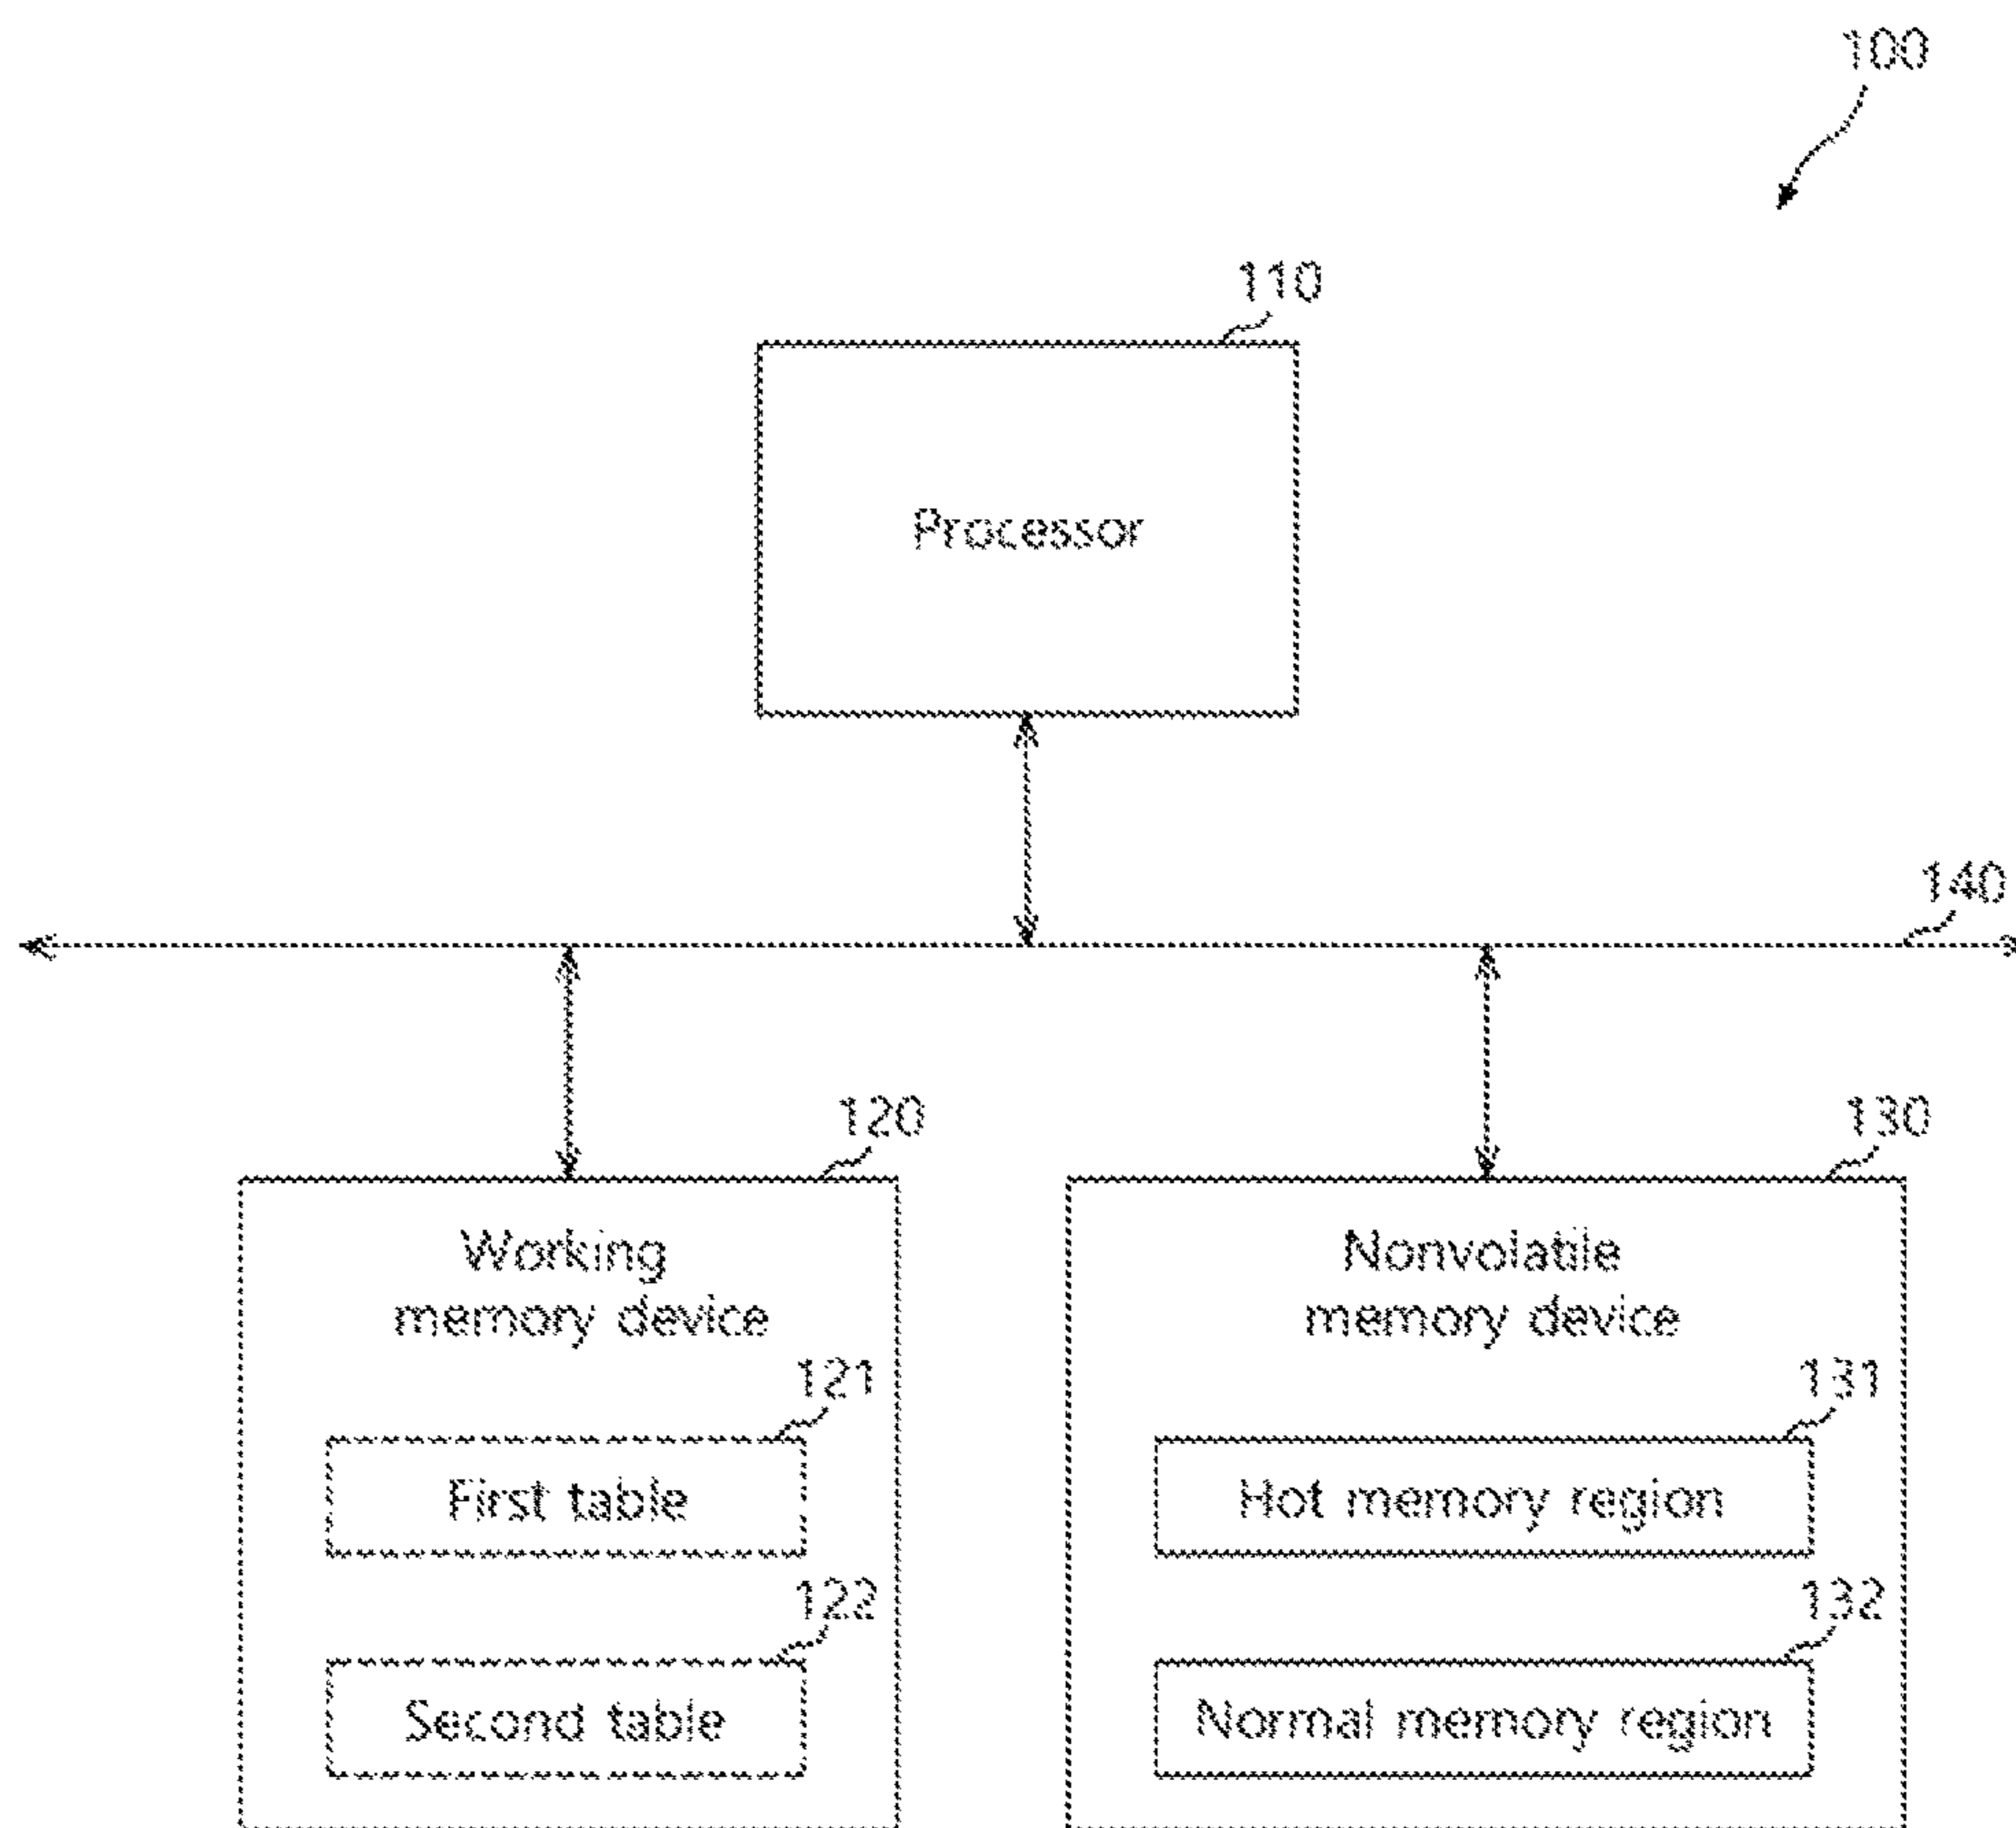 100
110
Processor
140
120
130
Working
memory device
Nonvolatile
memory device
121
131
First table
Hot memory region
122
132
Second table
Normal memory region